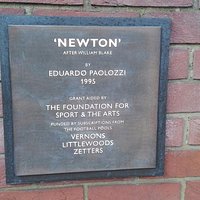 'NEWTON'
AFTER WILLIAM BLAKE
BY
EDUARDO PAOLOZZI
1995
GRANT AIDED BY
THE FOUNDATION FOR
SPORT & THE ARTS
FUNDED BY SUBSCRIPTIONS FROM
THE FOOTBALL POOLS
VERNONS
LITTLEWOODS
ZETTERS